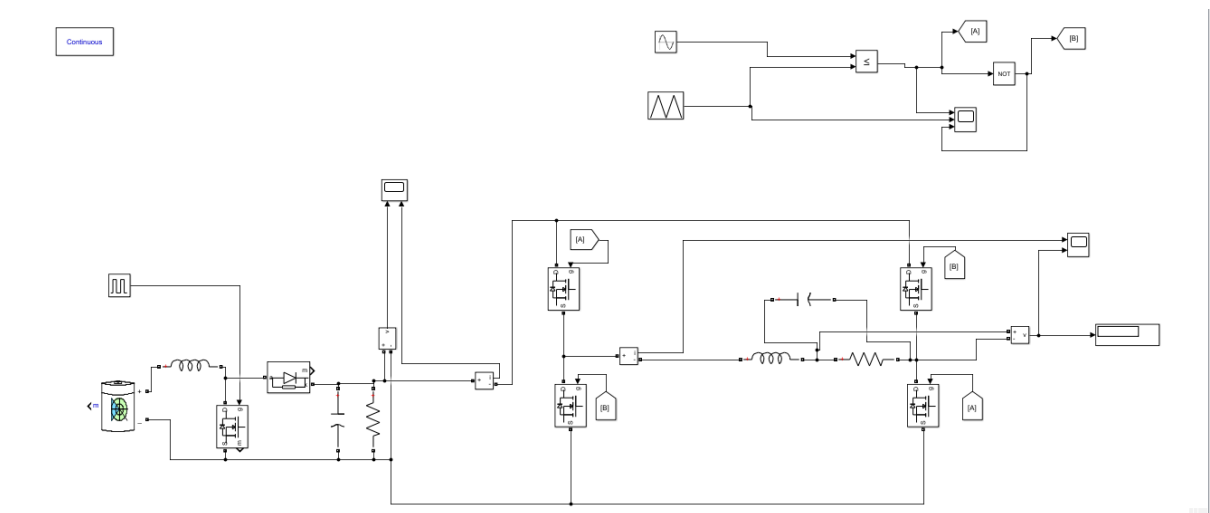 Continuous
[A]
[B]
≤
NOT
[A]
[B]
g
D
S
g
D
S
v
+
-
m
a
k
g
D
S
m
+
-
m
+
i
-
+
i
-
+
-
v
g
D
S
[B]
g
D
S
[A]